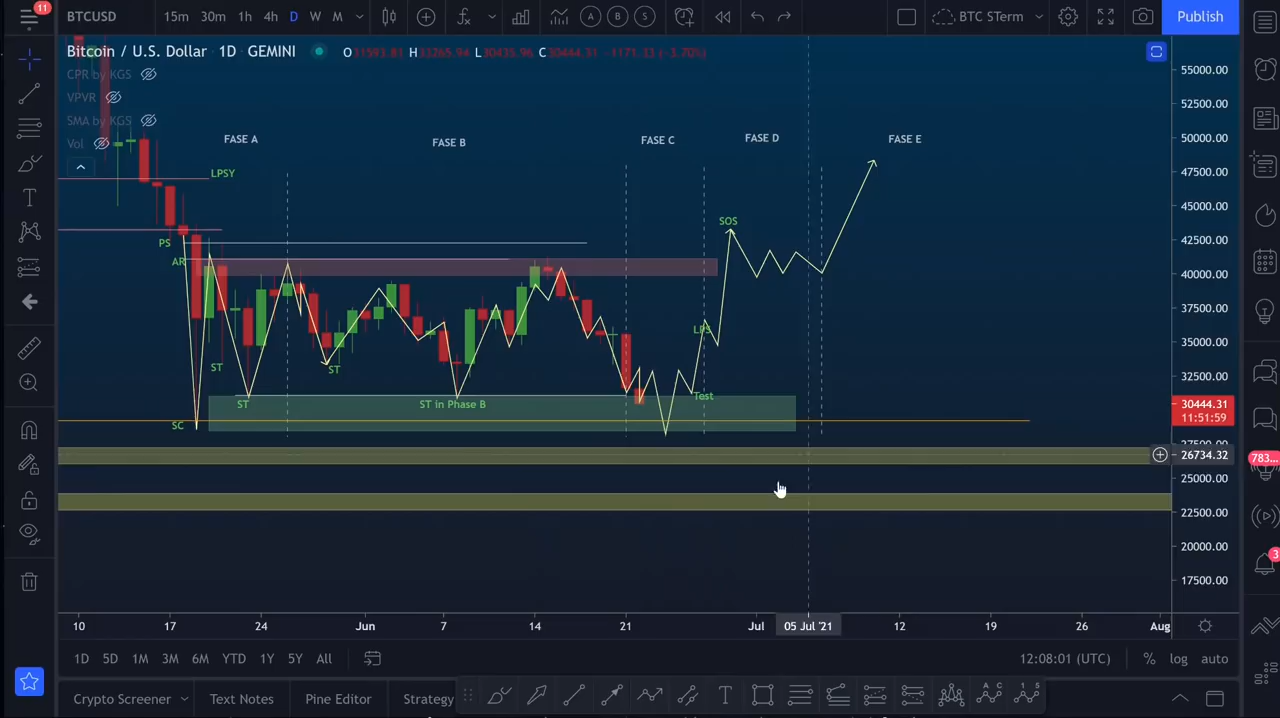 11
BTCUSD 15m 30m 1h 4h D W M A B S BTC STerm Publish
Bitcoin / U.S. Dollar · 1D · GEMINI
CPR by KGS
VPVR
SMA by KGS
Vol
FASE A
FASE B
FASE C
FASE D
FASE E
LPSY
PS
AR
ST
ST
SC
ST
ST in Phase B
LPS
Test
SOS
55000.00
52500.00
50000.00
47500.00
45000.00
42500.00
40000.00
37500.00
35000.00
32500.00
30444.31
11:51:59
27500.00
26734.32
25000.00
22500.00
20000.00
17500.00
783...
3
10 17 24 Jun 7 14 21 Jul 05 Jul '21 12 19 26 Aug
1D 5D 1M 3M 6M YTD 1Y 5Y All 12:08:01 (UTC) % log auto
Crypto Screener Text Notes Pine Editor Strategy